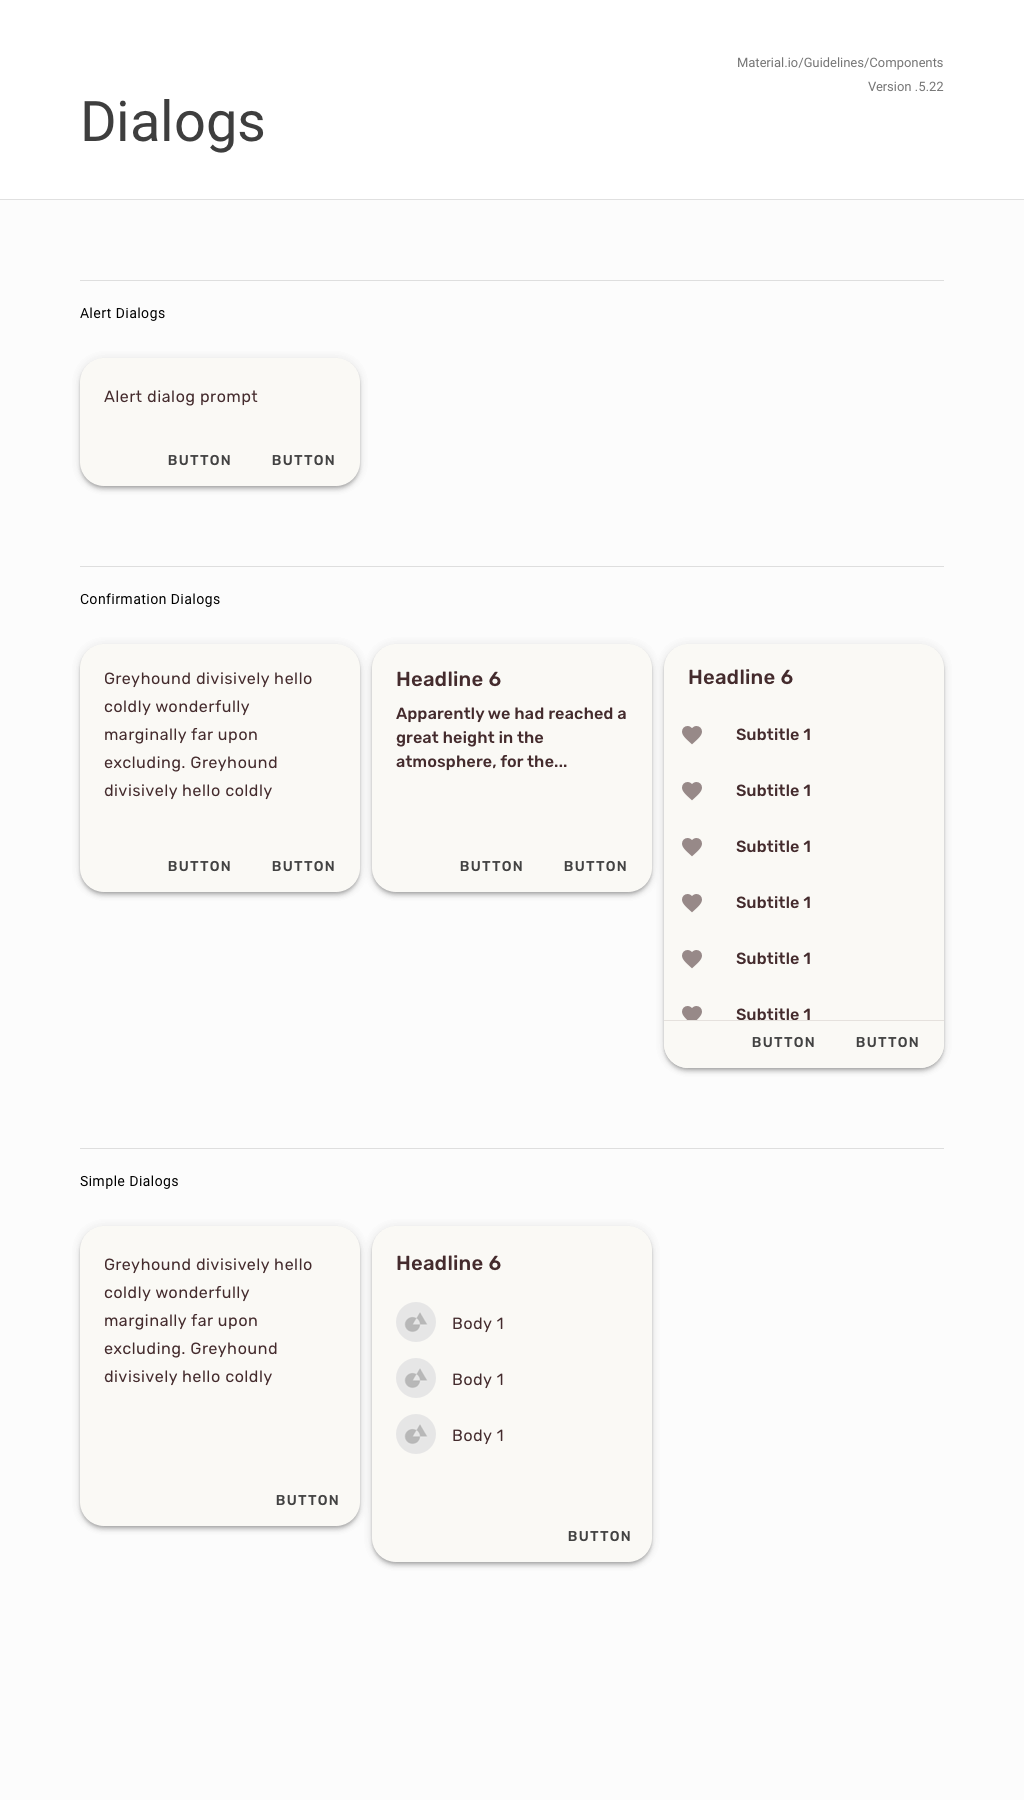 Material.io/Guidelines/Components
Version .5.22
Dialogs
Alert Dialogs
Alert dialog prompt
BUTTON BUTTON
Confirmation Dialogs
Greyhound divisively hello
coldly wonderfully
marginally far upon
excluding. Greyhound
divisively hello coldly
BUTTON BUTTON
Headline 6
Apparently we had reached a
great height in the
atmosphere, for the...
BUTTON BUTTON
Headline 6
Subtitle 1
Subtitle 1
Subtitle 1
Subtitle 1
Subtitle 1
Subtitle 1
BUTTON BUTTON
Simple Dialogs
Greyhound divisively hello
coldly wonderfully
marginally far upon
excluding. Greyhound
divisively hello coldly
BUTTON
Headline 6
Body 1
Body 1
Body 1
BUTTON